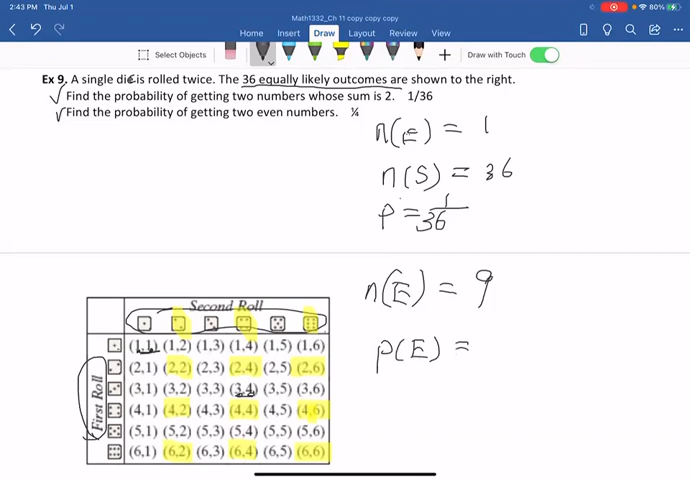 2:43 PM Thu Jul 1
80%
Math1332_Ch 11 copy copy copy
Home Insert Draw Layout Review View
Select Objects
Draw with Touch
Ex 9. A single die is rolled twice. The 36 equally likely outcomes are shown to the right.
Find the probability of getting two numbers whose sum is 2. 1/36
Find the probability of getting two even numbers. ¼
n(E) = 1
n(S) = 36
P = 1/36
n(E) = 9
P(E) =
Second Roll
First Roll
(1,1) (1,2) (1,3) (1,4) (1,5) (1,6)
(2,1) (2,2) (2,3) (2,4) (2,5) (2,6)
(3,1) (3,2) (3,3) (3,4) (3,5) (3,6)
(4,1) (4,2) (4,3) (4,4) (4,5) (4,6)
(5,1) (5,2) (5,3) (5,4) (5,5) (5,6)
(6,1) (6,2) (6,3) (6,4) (6,5) (6,6)